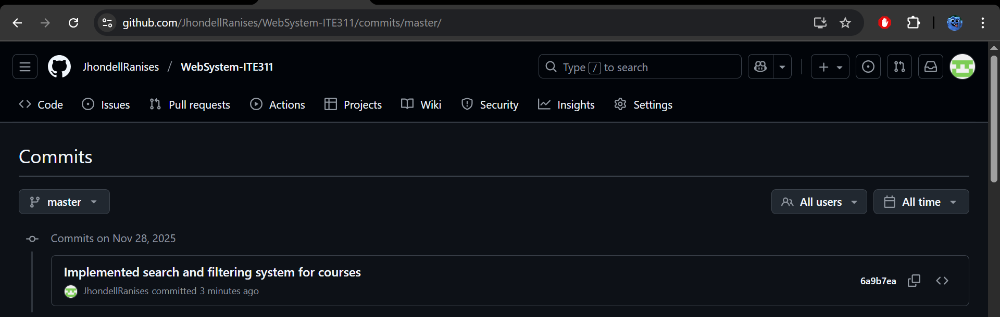 github.com/JhondellRanises/WebSystem-ITE311/commits/master/
JhondellRanises / WebSystem-ITE311
Type / to search
Code Issues Pull requests Actions Projects Wiki Security Insights Settings
Commits
master
All users All time
Commits on Nov 28, 2025
Implemented search and filtering system for courses
6a9b7ea
JhondellRanises committed 3 minutes ago